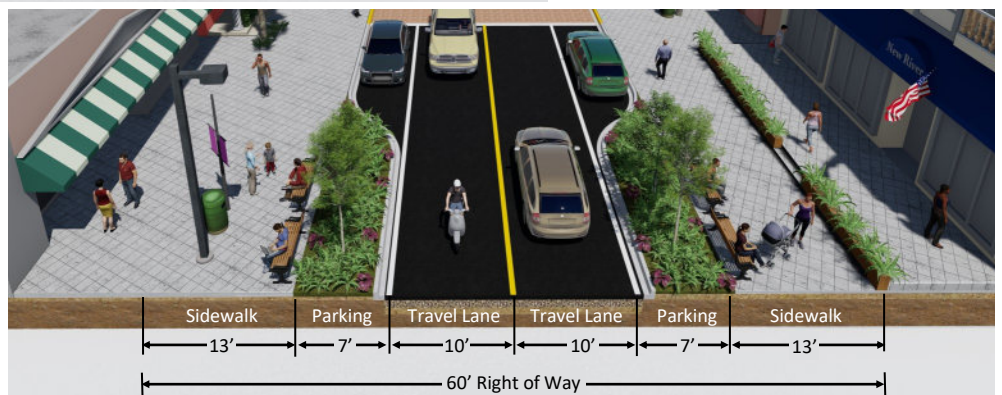 New River
Sidewalk
Parking
Travel Lane
Travel Lane
Parking
Sidewalk
13’
7’
10’
10’
7’
13’
60’ Right of Way